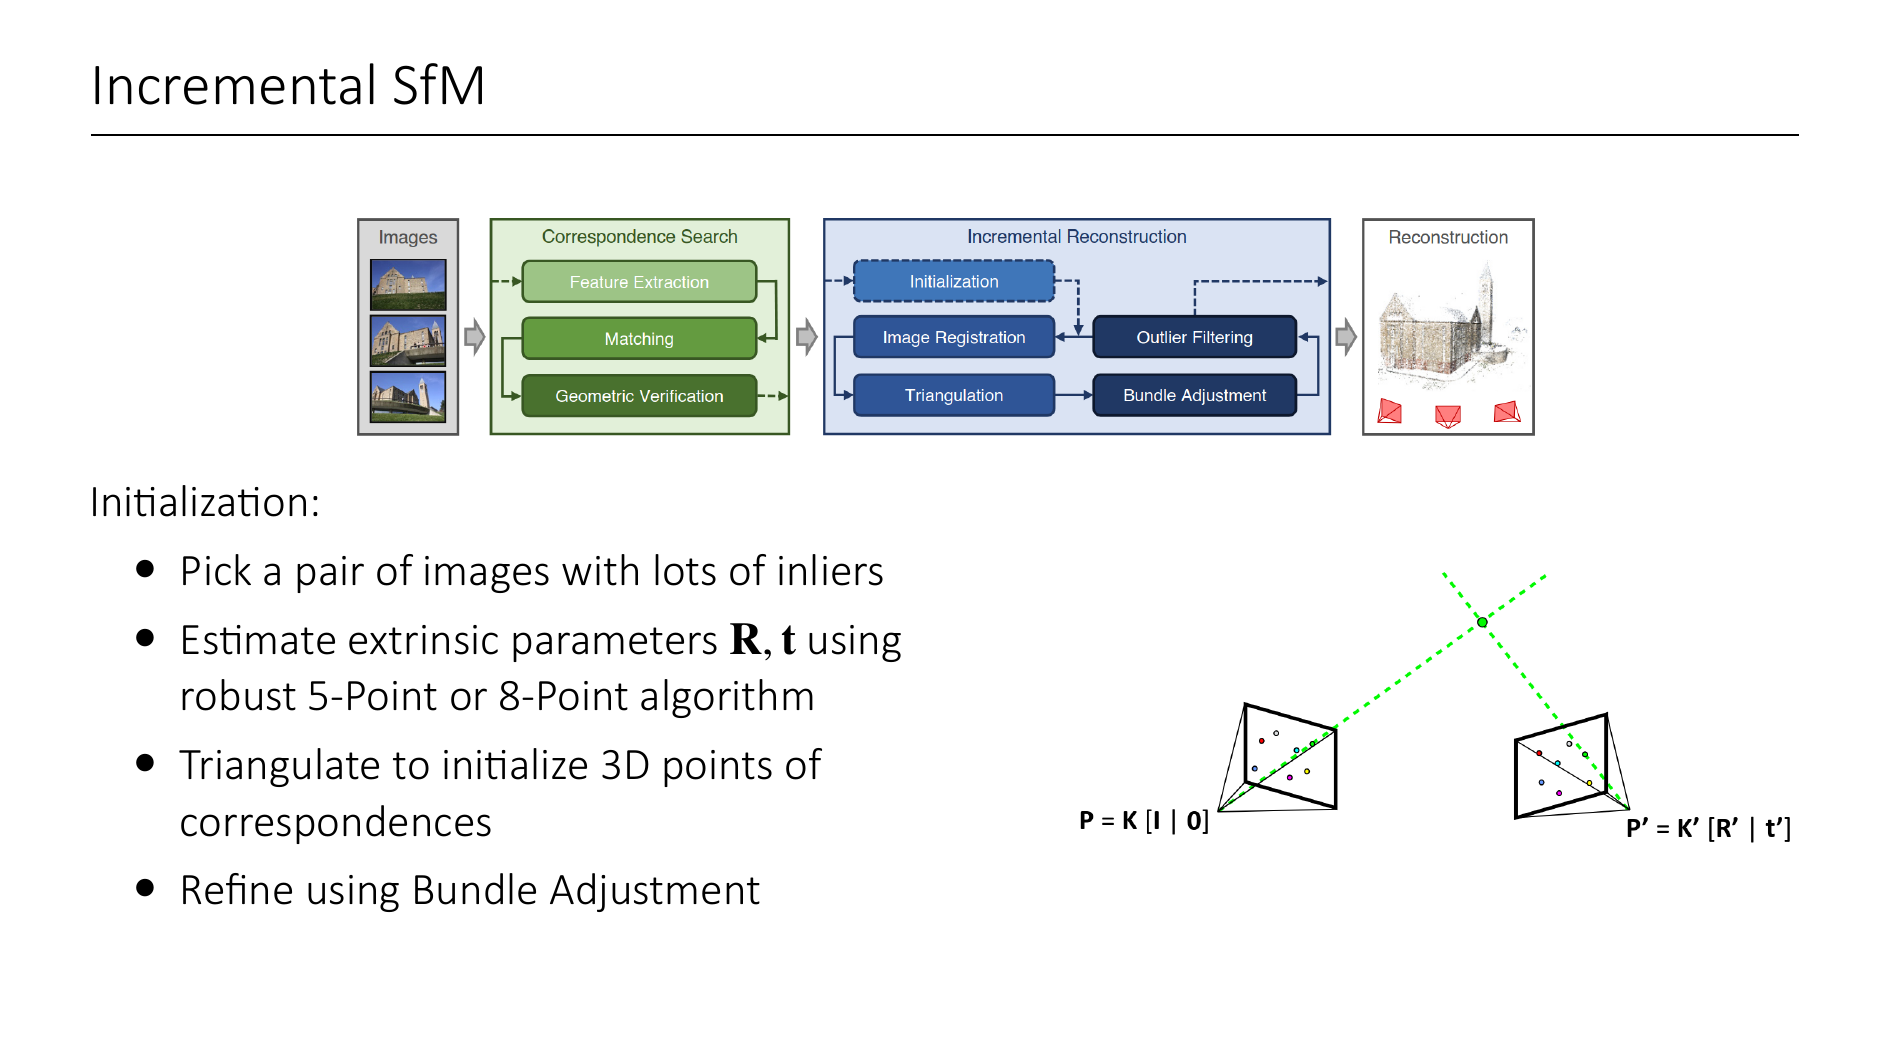 Incremental SfM
Images
Correspondence Search
Feature Extraction
Matching
Geometric Verification
Incremental Reconstruction
Initialization
Image Registration
Outlier Filtering
Triangulation
Bundle Adjustment
Reconstruction
Initialization:
● Pick a pair of images with lots of inliers
● Estimate extrinsic parameters R, t using
robust 5-Point or 8-Point algorithm
● Triangulate to initialize 3D points of
correspondences
● Refine using Bundle Adjustment
P = K [I | 0]
P’ = K’ [R’ | t’]